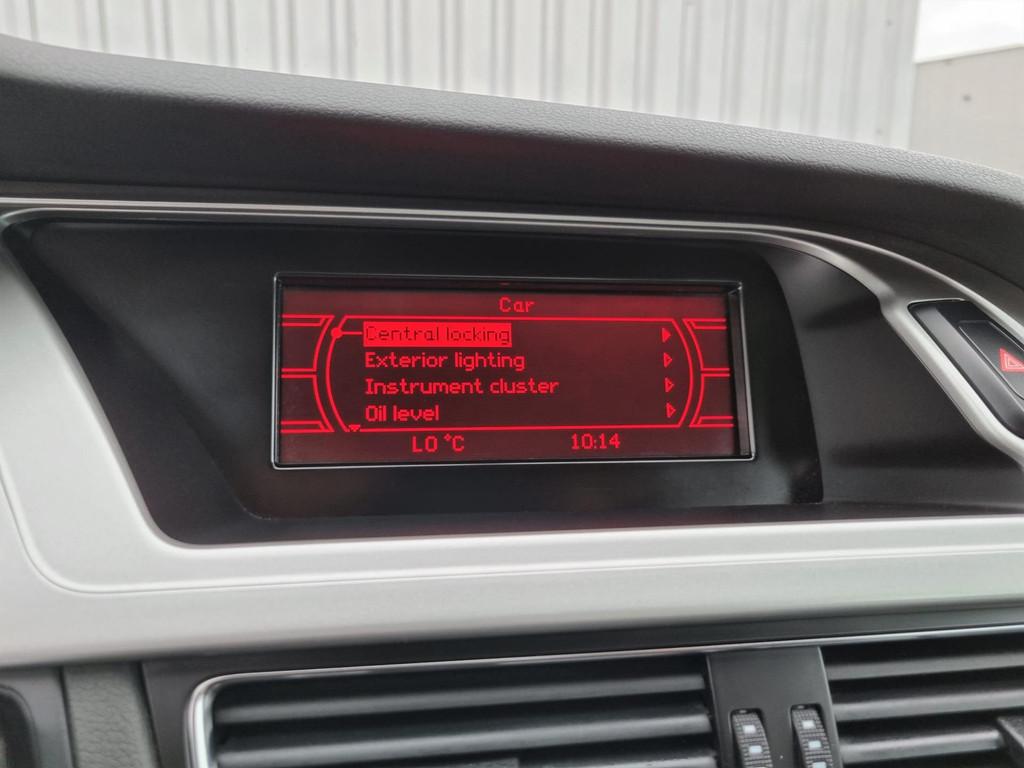 Car
Central locking
Exterior lighting
Instrument cluster
Oil level
LO °C 10:14